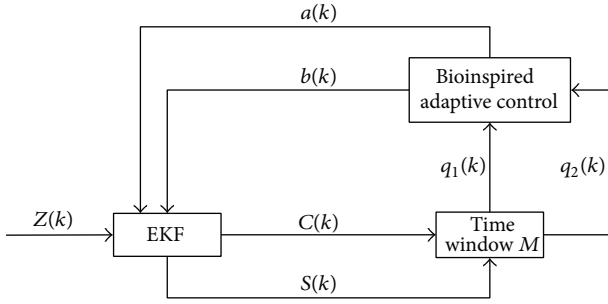 a(k)
b(k)
Bioinspired
adaptive control
q₁(k)
q₂(k)
Z(k)
EKF
C(k)
Time
window M
S(k)